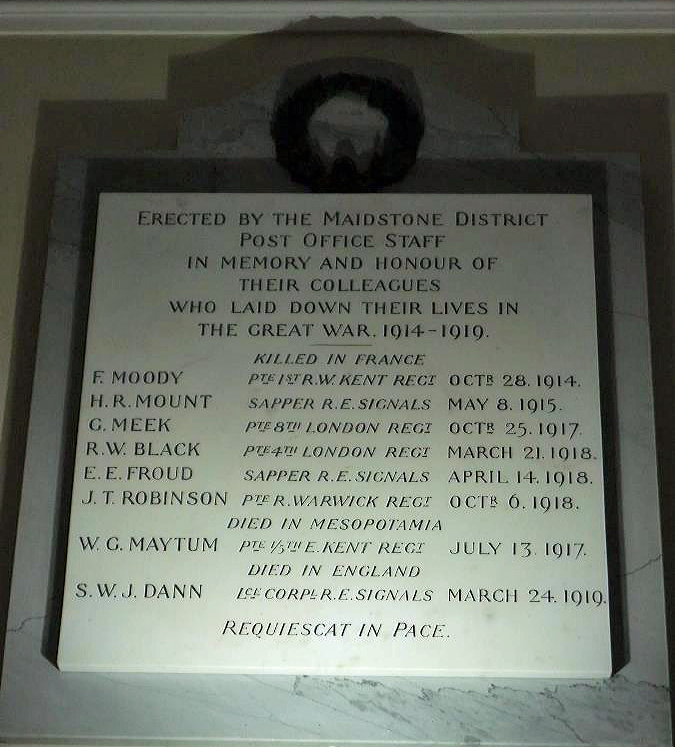 ERECTED BY THE MAIDSTONE DISTRICT
POST OFFICE STAFF
IN MEMORY AND HONOUR OF
THEIR COLLEAGUES
WHO LAID DOWN THEIR LIVES IN
THE GREAT WAR. 1914-1919.
KILLED IN FRANCE
F. MOODY PTE 1ST R.W. KENT REGT OCTR 28. 1914.
H. R. MOUNT SAPPER R.E. SIGNALS MAY 8. 1915.
G. MEEK PTE 8TH LONDON REGT OCTR 25. 1917.
R. W. BLACK PTE 4TH LONDON REGT MARCH 21. 1918.
E. E. FROUD SAPPER R.E. SIGNALS APRIL 14. 1918.
J. T. ROBINSON PTE R. WARWICK REGT OCTR 6. 1918.
DIED IN MESOPOTAMIA
W. G. MAYTUM PTE 1/5TH E. KENT REGT JULY 13. 1917.
DIED IN ENGLAND
S. W. J. DANN LCE CORPL R.E. SIGNALS MARCH 24. 1919.
REQUIESCAT IN PACE.